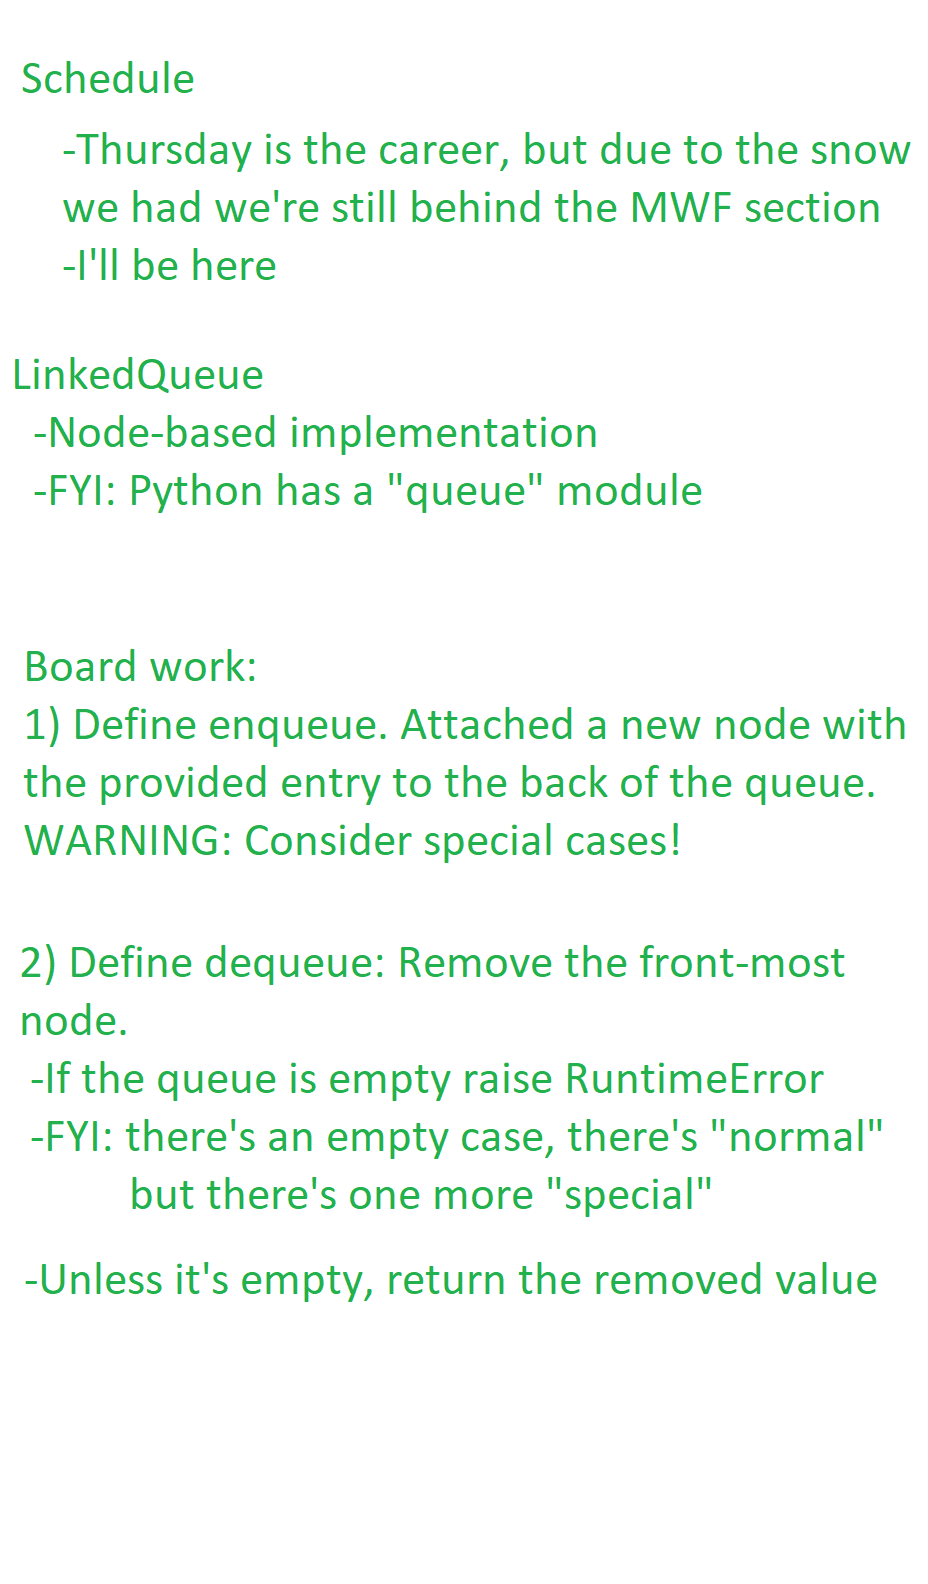 Schedule
-Thursday is the career, but due to the snow
we had we're still behind the MWF section
-I'll be here
LinkedQueue
-Node-based implementation
-FYI: Python has a "queue" module
Board work:
1) Define enqueue. Attached a new node with
the provided entry to the back of the queue.
WARNING: Consider special cases!
2) Define dequeue: Remove the front-most
node.
-If the queue is empty raise RuntimeError
-FYI: there's an empty case, there's "normal"
but there's one more "special"
-Unless it's empty, return the removed value